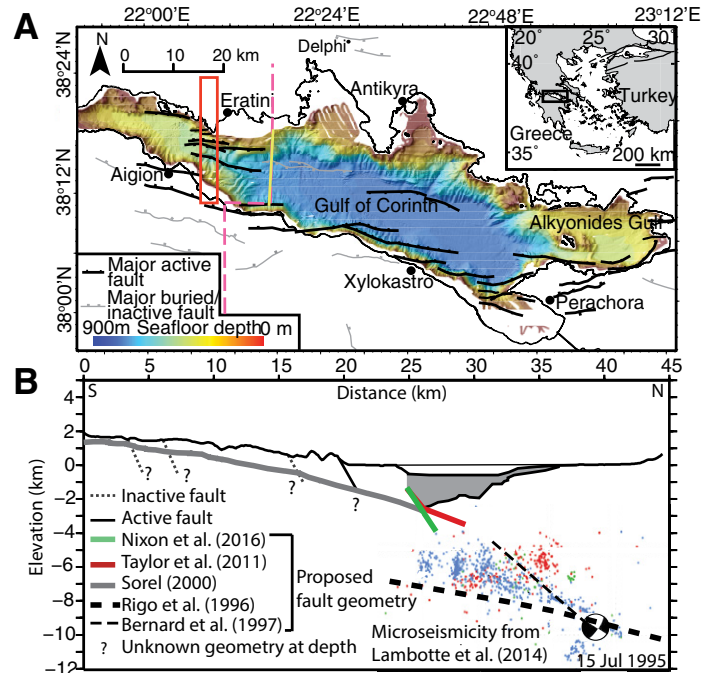 A
22°00'E
22°24'E
22°48'E
23°12'E
38°24'N
38°12'N
38°00'N
N
0 10 20 km
Delphi
Antikyra
Eratini
Aigion
Gulf of Corinth
Alkyonides Gulf
Xylokastro
Perachora
20°
25°
30°
40°
35°
Turkey
Greece
200 km
Major active
fault
Major buried/
inactive fault
900m Seafloor depth 0 m
B
0 5 10 15 20 25 30 35 40 45
S
Distance (km)
N
Elevation (km)
4
2
0
−2
−4
−6
−8
−10
−12
? ? ? ?
Inactive fault
Active fault
Nixon et al. (2016)
Taylor et al. (2011)
Sorel (2000)
Rigo et al. (1996)
Bernard et al. (1997)
? Unknown geometry at depth
Proposed
fault geometry
Microseismicity from
Lambotte et al. (2014)
15 Jul 1995